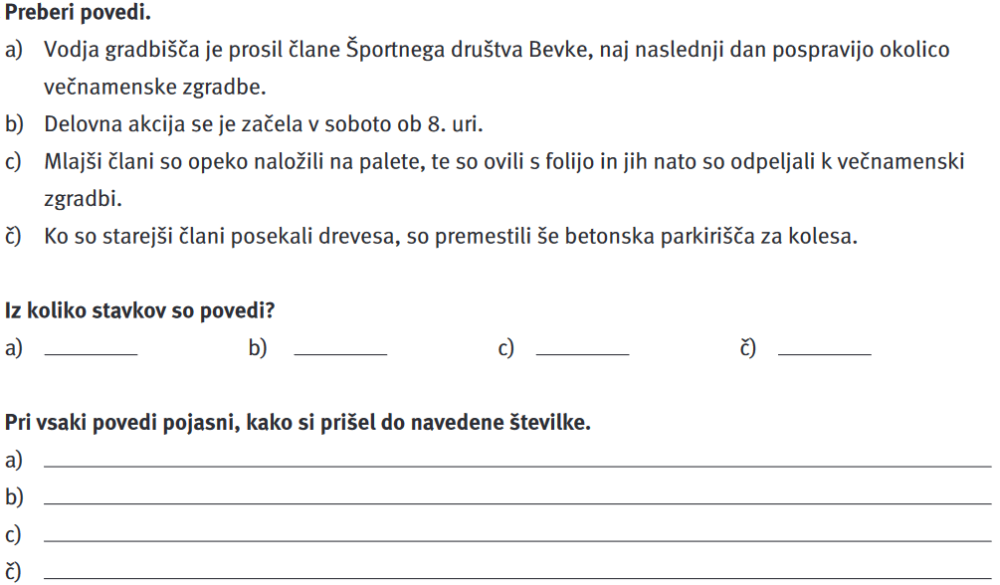 Preberi povedi.
a) Vodja gradbišča je prosil člane Športnega društva Bevke, naj naslednji dan pospravijo okolico
večnamenske zgradbe.
b) Delovna akcija se je začela v soboto ob 8. uri.
c) Mlajši člani so opeko naložili na palete, te so ovili s folijo in jih nato so odpeljali k večnamenski
zgradbi.
č) Ko so starejši člani posekali drevesa, so premestili še betonska parkirišča za kolesa.
Iz koliko stavkov so povedi?
a) ________ b) ________ c) ________ č) ________
Pri vsaki povedi pojasni, kako si prišel do navedene številke.
a)
b)
c)
č)